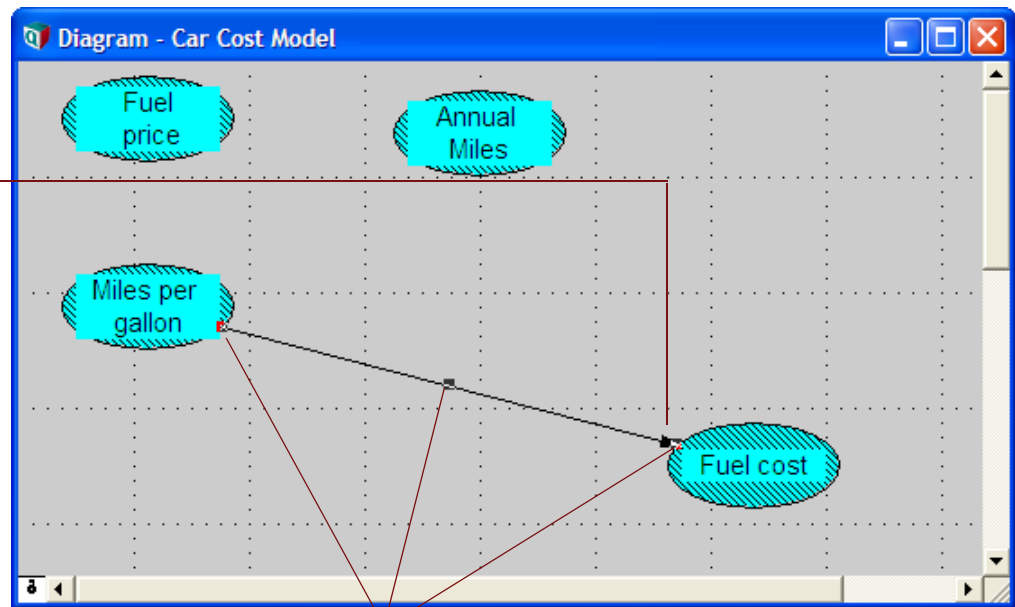 Diagram - Car Cost Model
Fuel
price
Annual
Miles
Miles per
gallon
Fuel cost